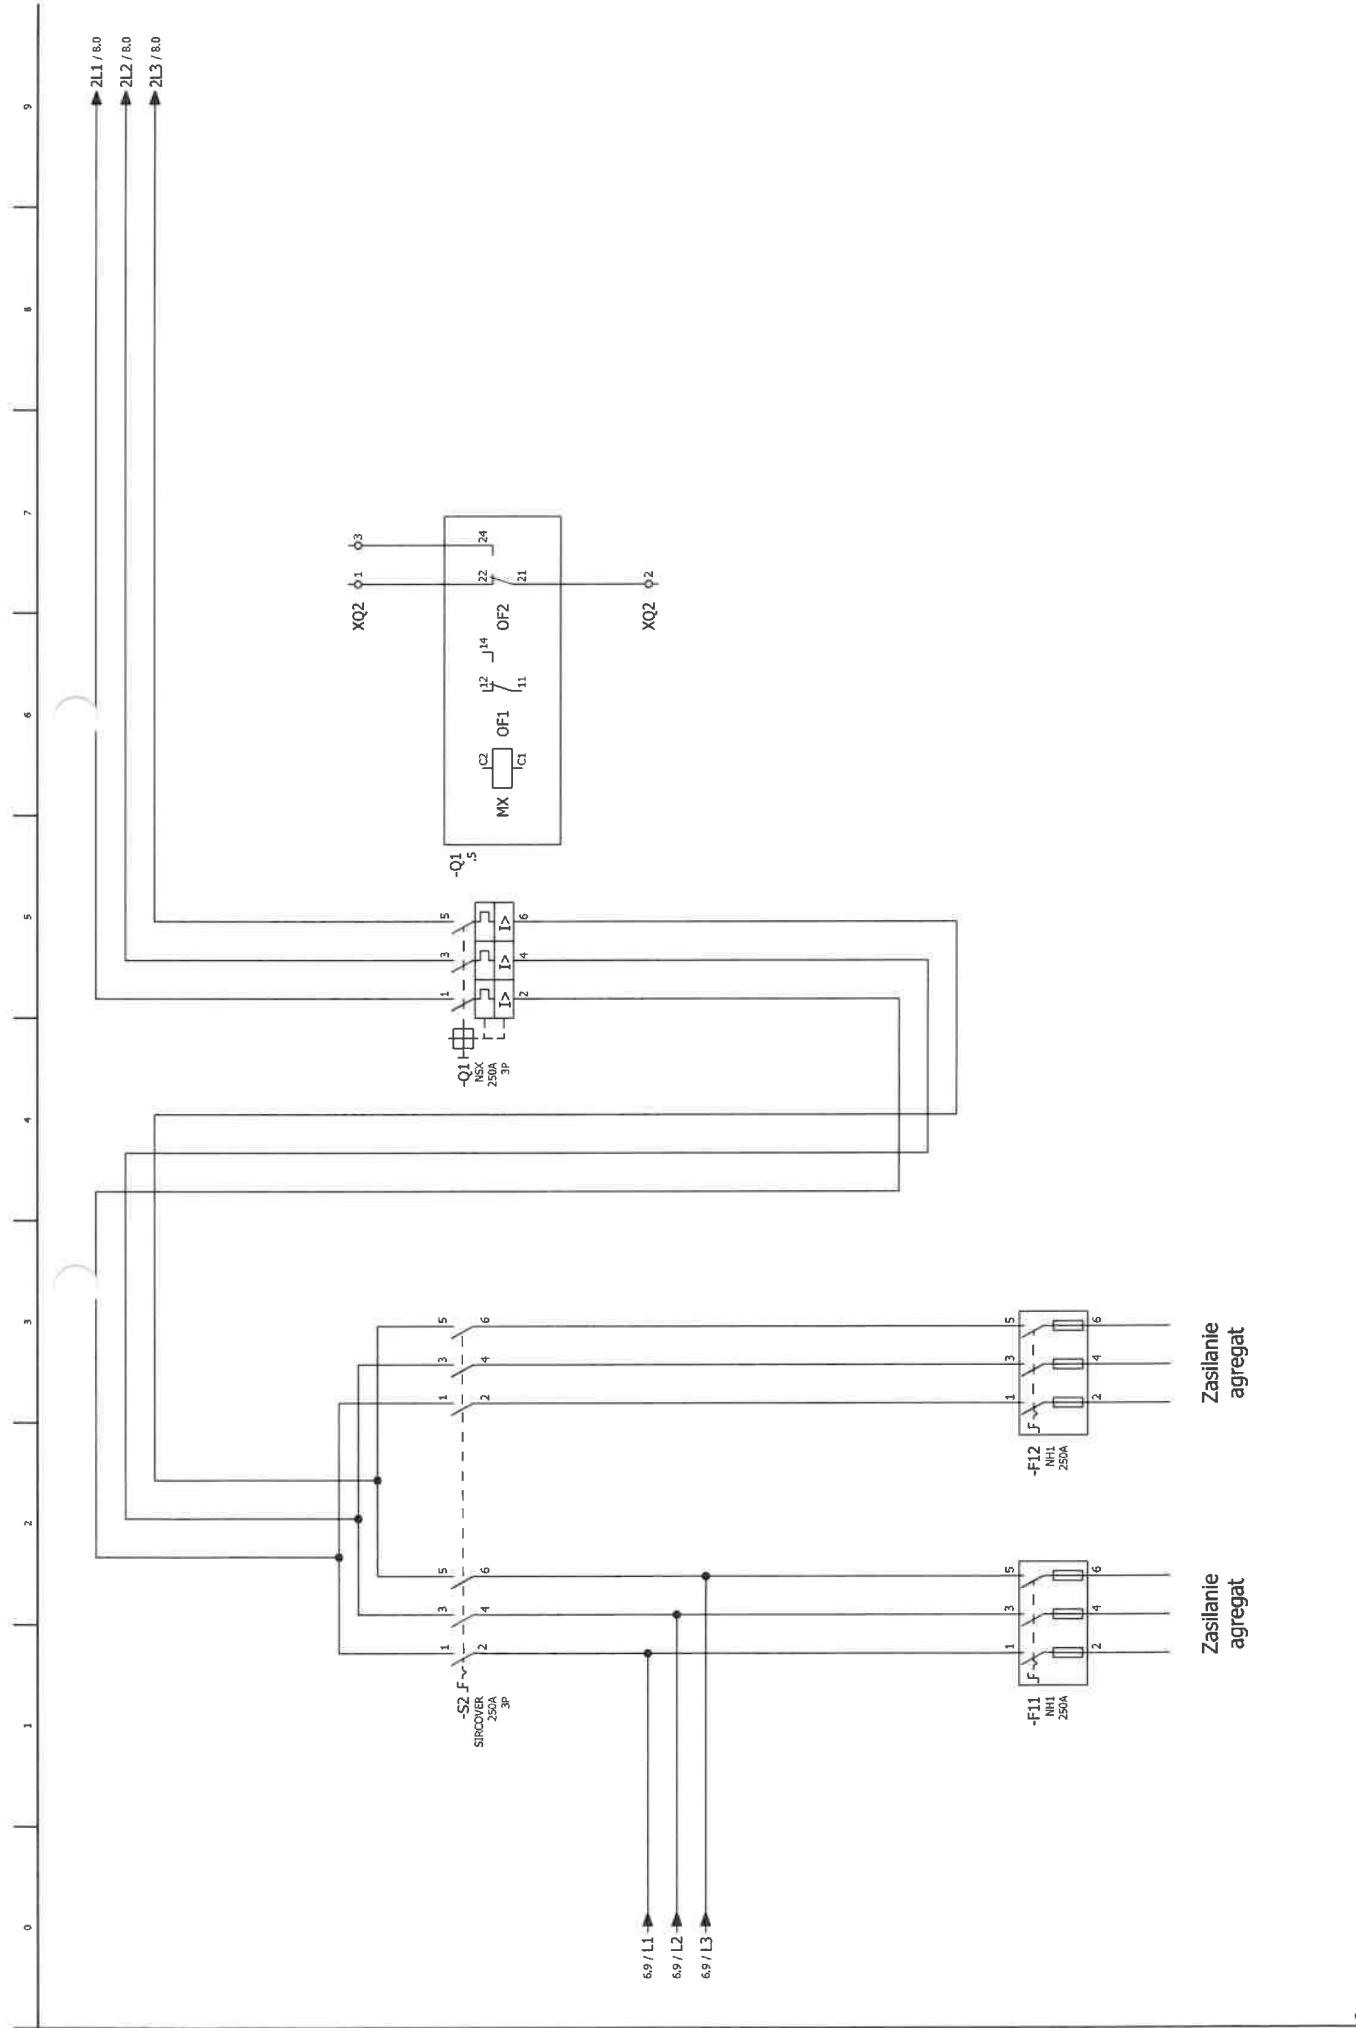 0 1 2 3 4 5 6 7 8 9
2L1 / 8.0
2L2 / 8.0
2L3 / 8.0
XQ2 1 3
1 3 5 1 3 5
-S2
SIRCOVER
250A
3P
2 4 6 2 4 6
1 3 5
-Q1
NSX
250A
3P
I> I> I>
2 4 6
-Q1
.5
C2 12 14 22 24
MX OF1 OF2
C1 11 21
XQ2 2
6.9 / L1
6.9 / L2
6.9 / L3
1 3 5
-F11
NH1
250A
2 4 6
1 3 5
-F12
NH1
250A
2 4 6
Zasilanie
agregat
Zasilanie
agregat